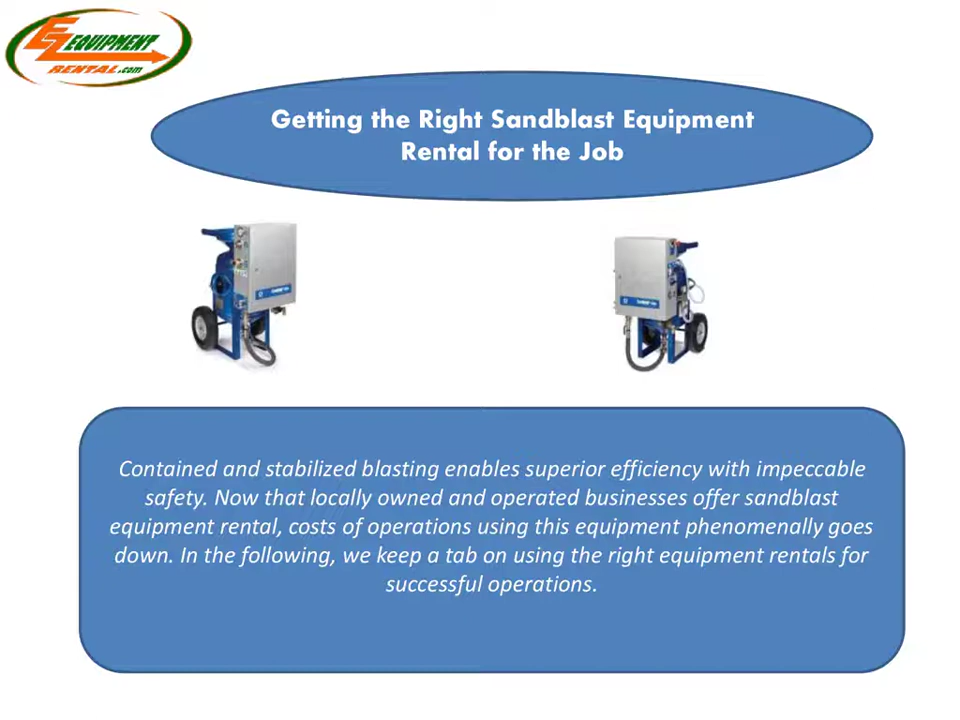 EZ EQUIPMENT
RENTAL.com
Getting the Right Sandblast Equipment
Rental for the Job
Contained and stabilized blasting enables superior efficiency with impeccable
safety. Now that locally owned and operated businesses offer sandblast
equipment rental, costs of operations using this equipment phenomenally goes
down. In the following, we keep a tab on using the right equipment rentals for
successful operations.